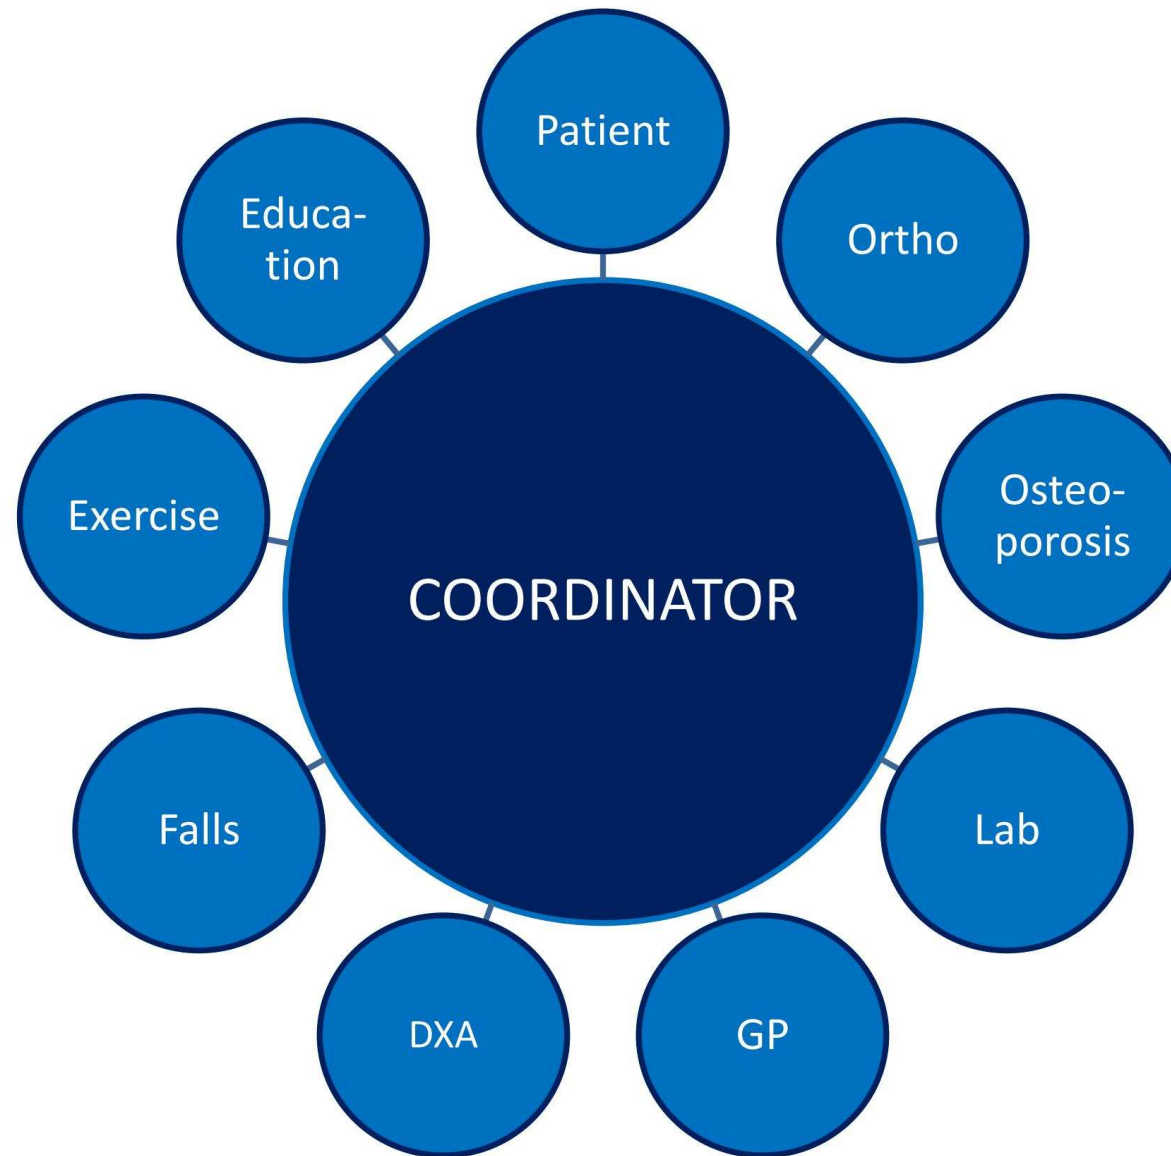 Patient
Ortho
Osteo-
porosis
Lab
GP
DXA
Falls
Exercise
Educa-
tion
COORDINATOR